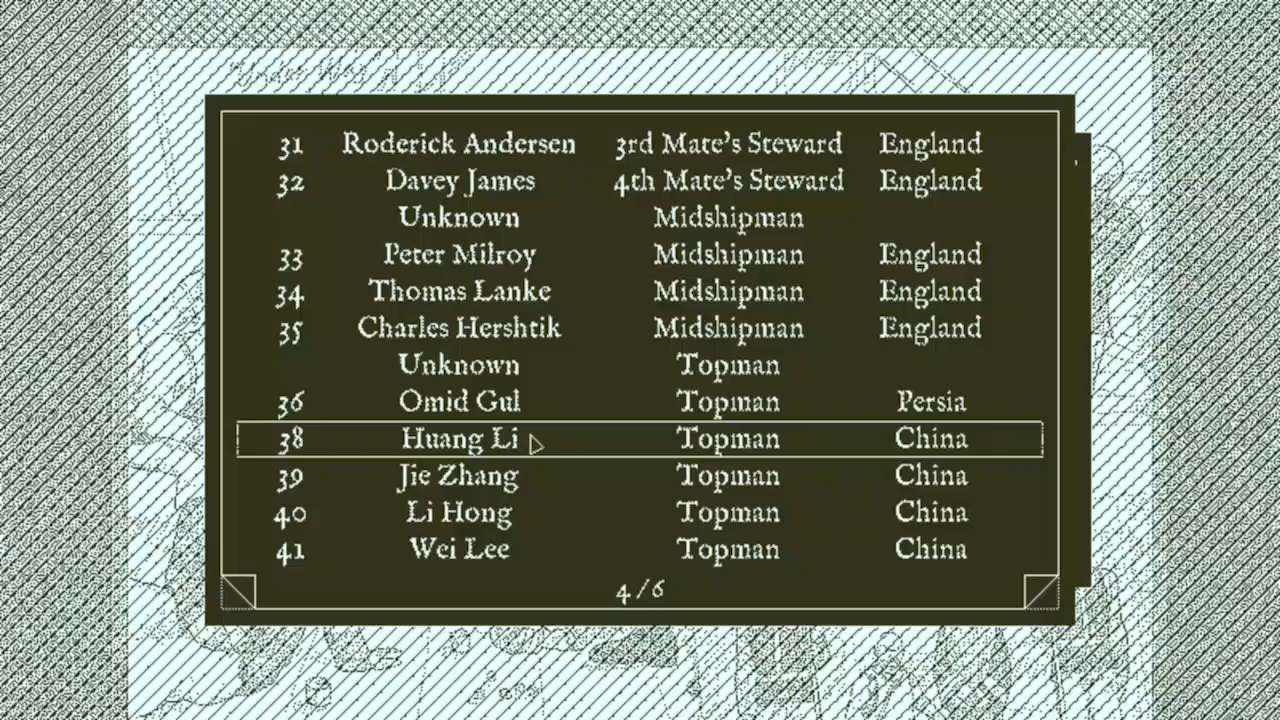 31 Roderick Andersen 3rd Mate's Steward England
32 Davey James 4th Mate's Steward England
Unknown Midshipman
33 Peter Milroy Midshipman England
34 Thomas Lanke Midshipman England
35 Charles Hershtik Midshipman England
Unknown Topman
36 Omid Gul Topman Persia
38 Huang Li Topman China
39 Jie Zhang Topman China
40 Li Hong Topman China
41 Wei Lee Topman China
4/6